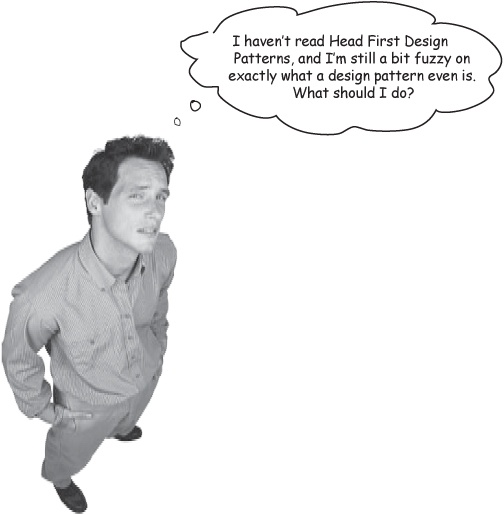 I haven't read Head First Design
Patterns, and I'm still a bit fuzzy on
exactly what a design pattern even is.
What should I do?